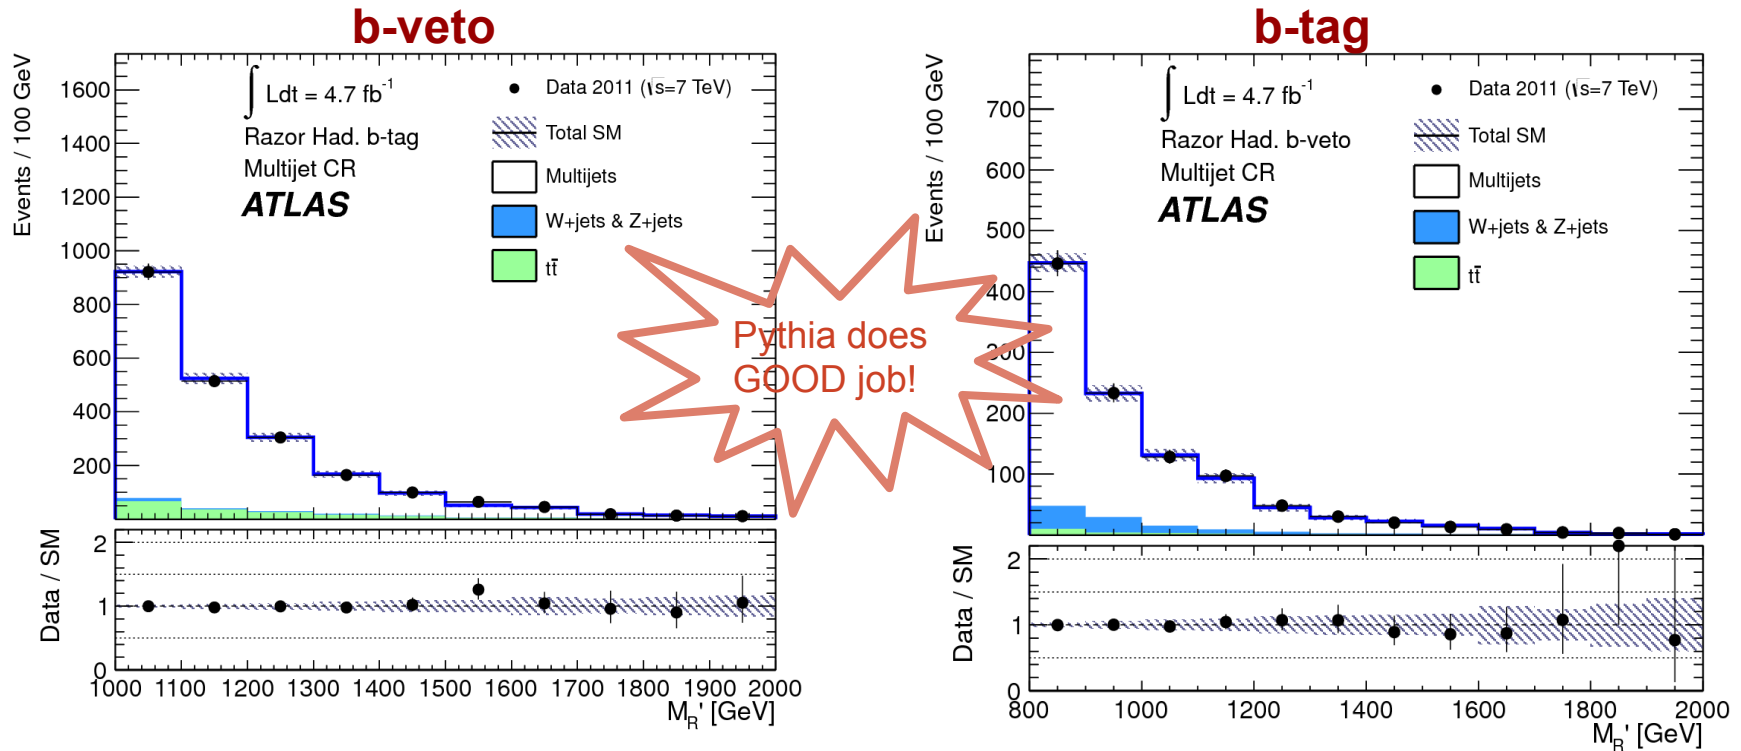 b-veto
b-tag
Events / 100 GeV
1600
1400
1200
1000
800
600
400
200
∫ Ldt = 4.7 fb⁻¹
Razor Had. b-tag
Multijet CR
ATLAS
Data 2011 (√s=7 TeV)
Total SM
Multijets
W+jets & Z+jets
tt̄
Data / SM
2
1
0
1000 1100 1200 1300 1400 1500 1600 1700 1800 1900 2000
M_R' [GeV]
Pythia does
GOOD job!
Events / 100 GeV
700
600
500
400
300
200
100
∫ Ldt = 4.7 fb⁻¹
Razor Had. b-veto
Multijet CR
ATLAS
Data 2011 (√s=7 TeV)
Total SM
Multijets
W+jets & Z+jets
tt̄
Data / SM
2
1
0
800 1000 1200 1400 1600 1800 2000
M_R' [GeV]